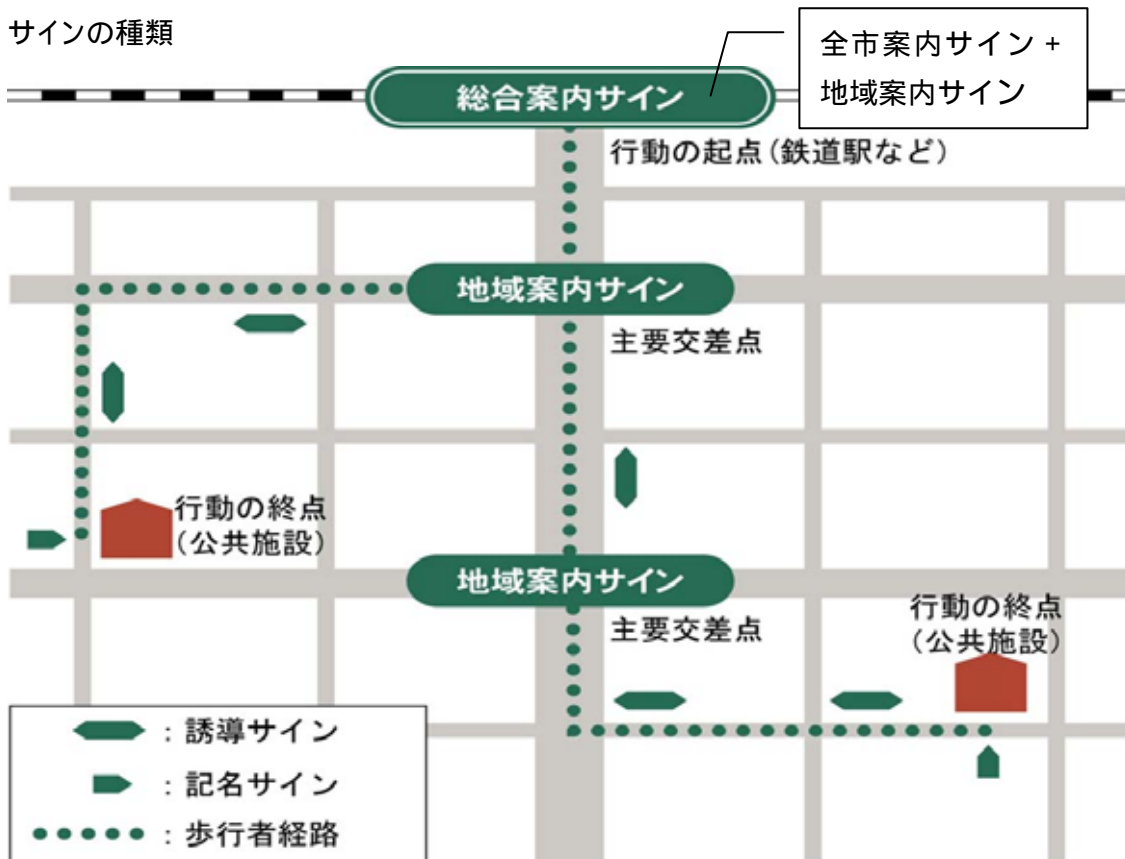 サインの種類
全市案内サイン +
地域案内サイン
総合案内サイン
行動の起点(鉄道駅など)
地域案内サイン
主要交差点
行動の終点
(公共施設)
地域案内サイン
主要交差点
行動の終点
(公共施設)
:誘導サイン
:記名サイン
:歩行者経路